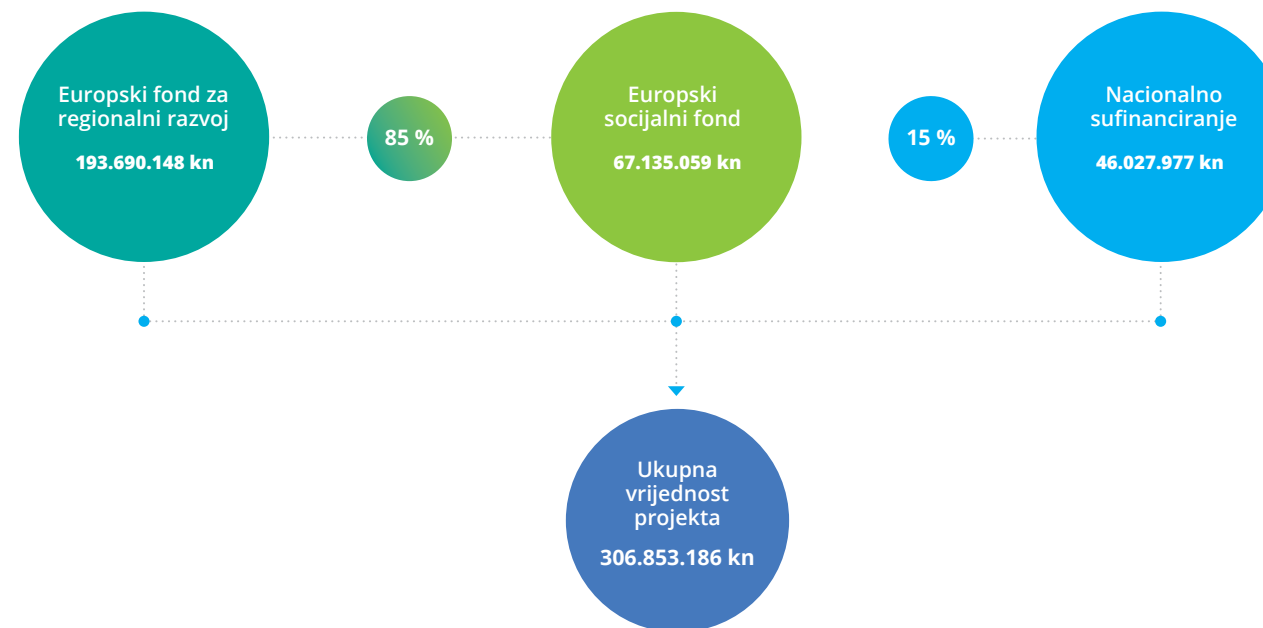 Europski fond za
regionalni razvoj
193.690.148 kn
85 %
Europski
socijalni fond
67.135.059 kn
15 %
Nacionalno
sufinanciranje
46.027.977 kn
Ukupna
vrijednost
projekta
306.853.186 kn